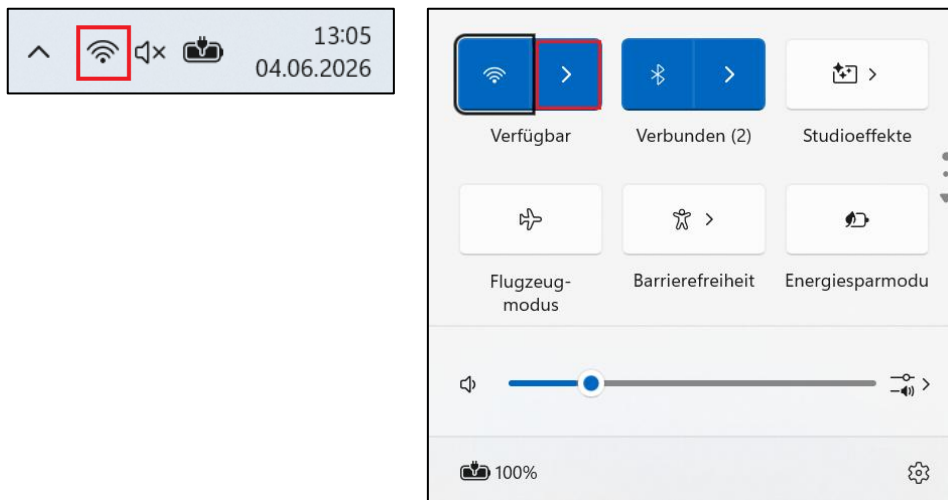 13:05
04.06.2026
Verfügbar
Verbunden (2)
Studioeffekte
Flugzeug-
modus
Barrierefreiheit
Energiesparmodu
100%